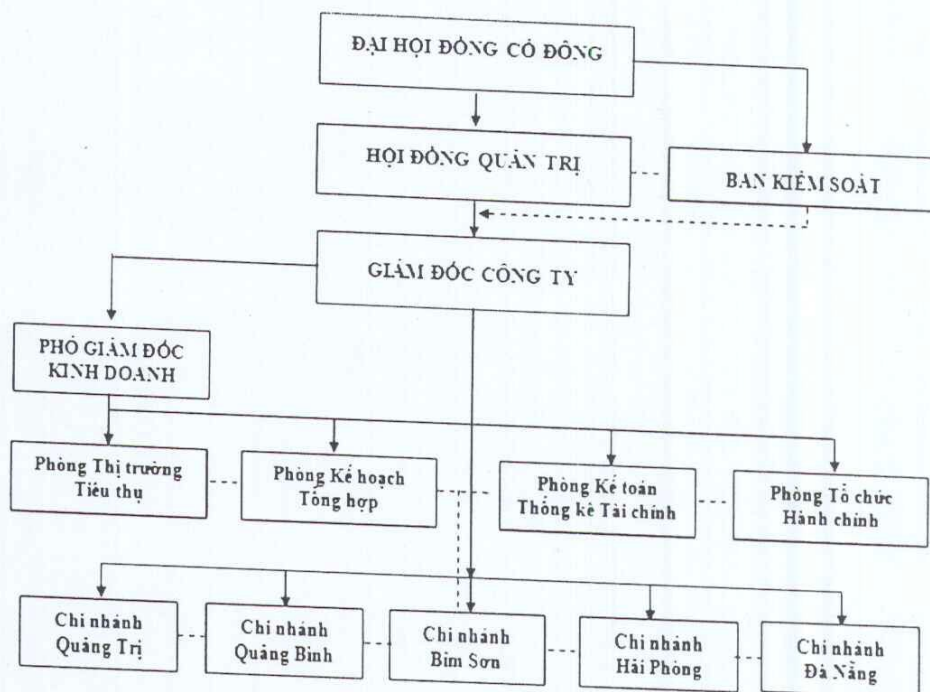 ĐẠI HỘI ĐỒNG CỔ ĐÔNG
HỘI ĐỒNG QUẢN TRỊ
BAN KIỂM SOÁT
GIÁM ĐỐC CÔNG TY
PHÓ GIÁM ĐỐC
KINH DOANH
Phòng Thị trường
Tiêu thụ
Phòng Kế hoạch
Tổng hợp
Phòng Kế toán
Thống kê Tài chính
Phòng Tổ chức
Hành chính
Chi nhánh
Quảng Trị
Chi nhánh
Quảng Bình
Chi nhánh
Bỉm Sơn
Chi nhánh
Hải Phòng
Chi nhánh
Đà Nẵng